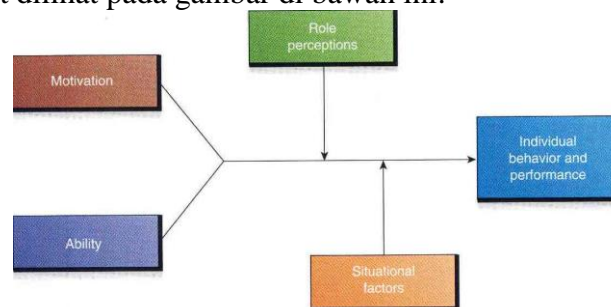 dilihat pada gambar di bawah ini:
Role
perceptions
Motivation
Individual
behavior and
performance
Ability
Situational
factors